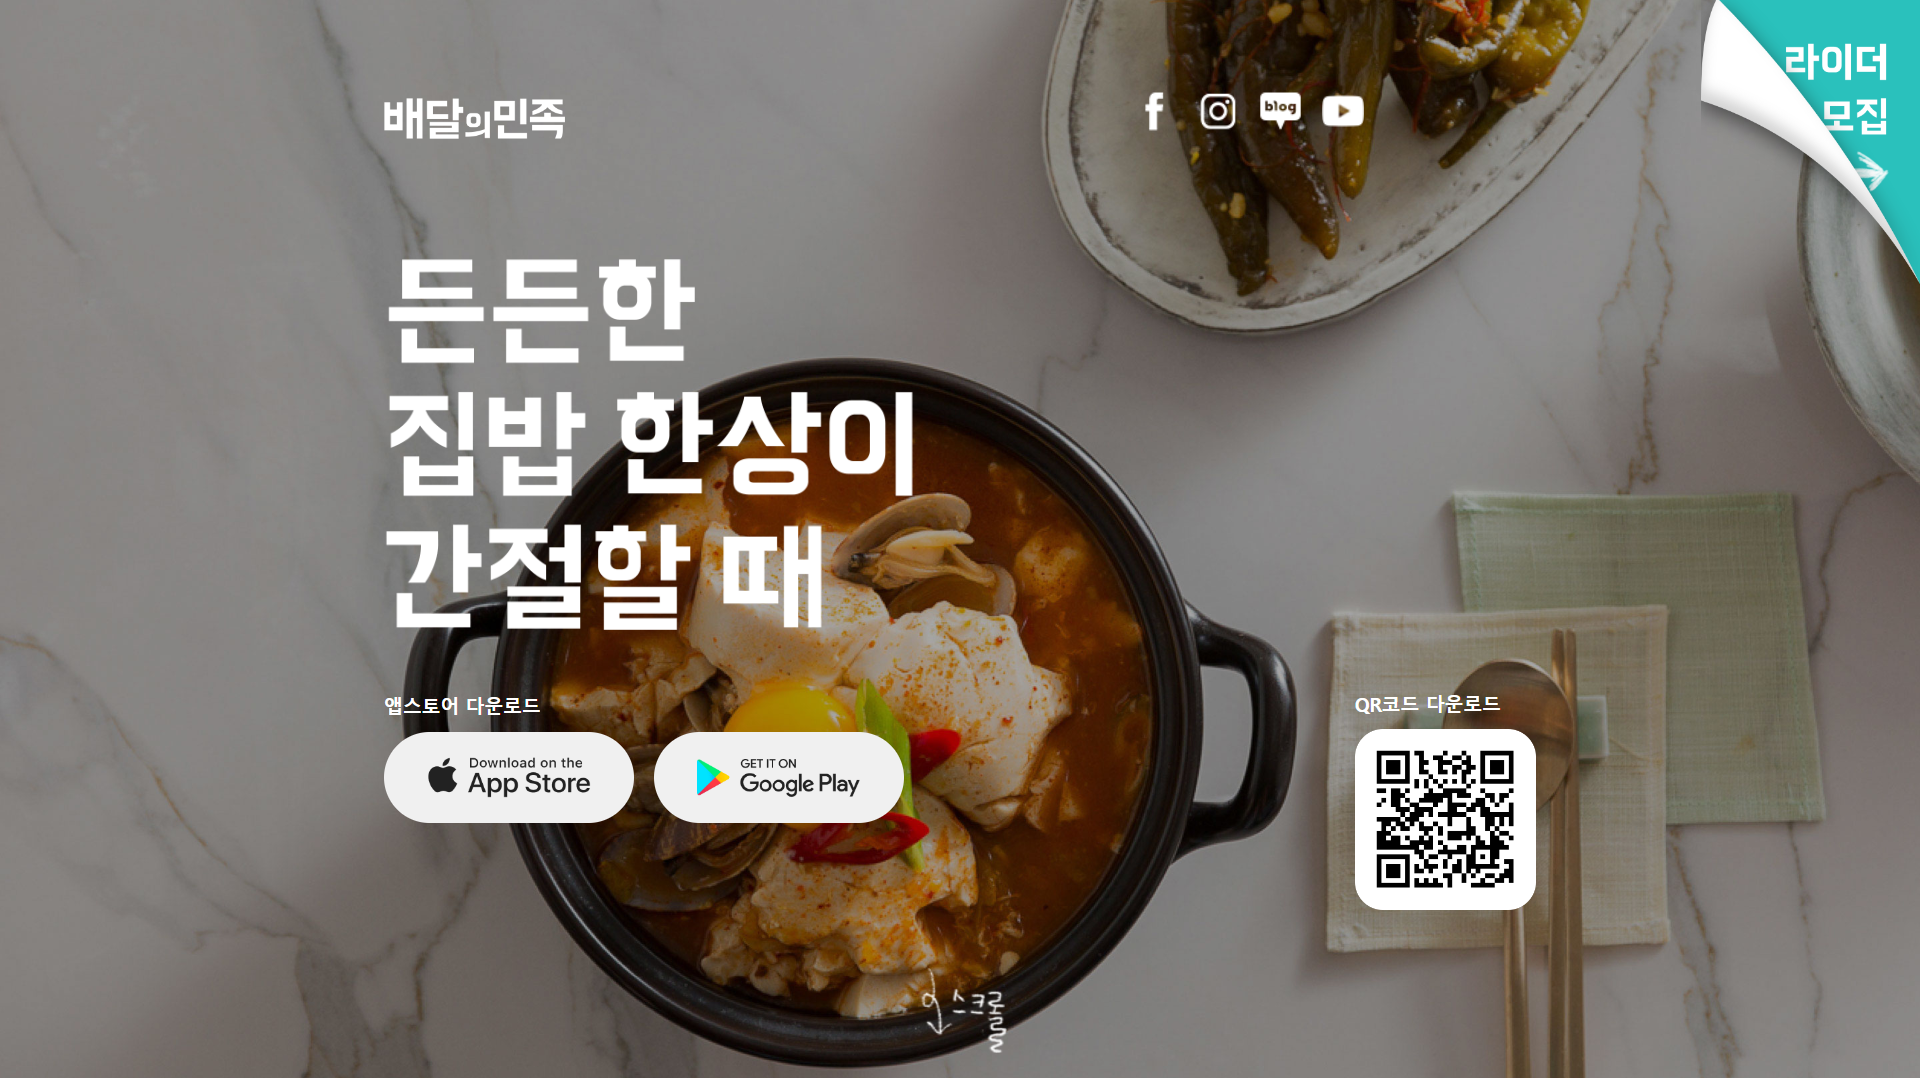 배달의민족
blog
라이더
모집
든든한
집밥 한상이
간절할 때
앱스토어 다운로드
Download on the
App Store
GET IT ON
Google Play
QR코드 다운로드
스크롤